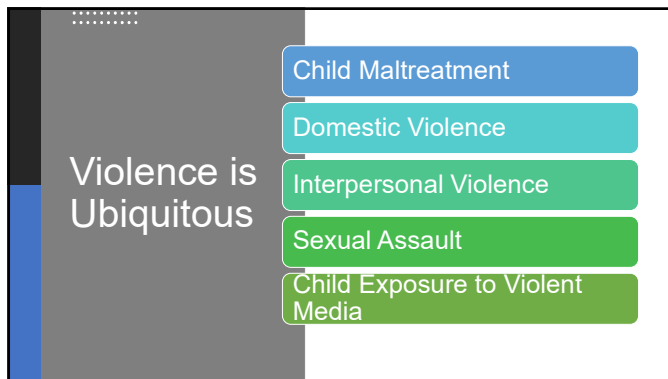 Violence is
Ubiquitous
Child Maltreatment
Domestic Violence
Interpersonal Violence
Sexual Assault
Child Exposure to Violent
Media